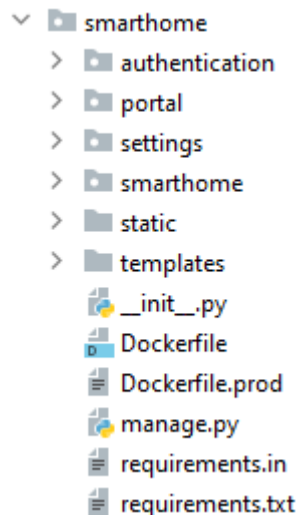 smarthome
authentication
portal
settings
smarthome
static
templates
__init__.py
Dockerfile
Dockerfile.prod
manage.py
requirements.in
requirements.txt